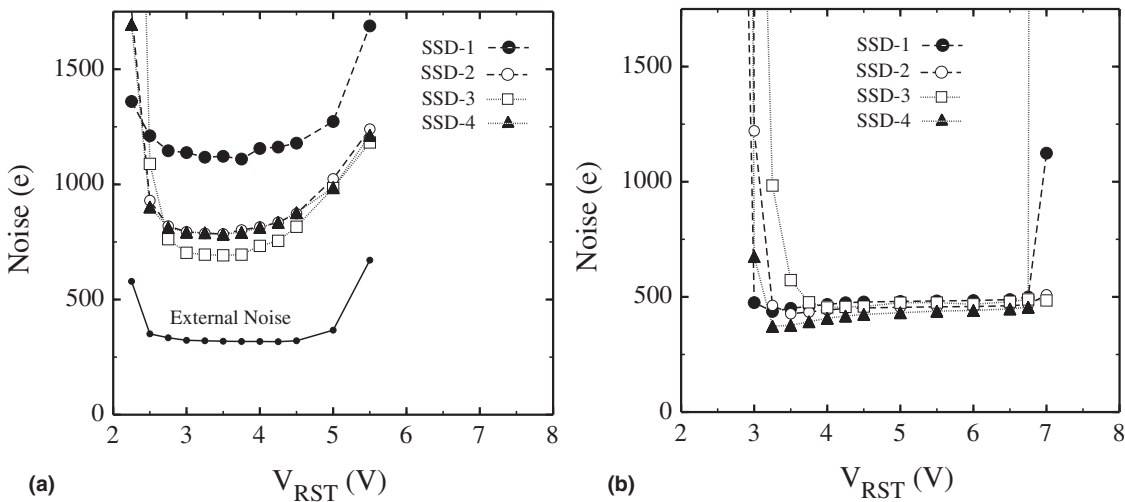 1500
1000
500
0
Noise (e)
SSD-1
SSD-2
SSD-3
SSD-4
External Noise
2 3 4 5 6 7 8
V_RST (V)
(a)
1500
1000
500
0
Noise (e)
SSD-1
SSD-2
SSD-3
SSD-4
2 3 4 5 6 7 8
V_RST (V)
(b)